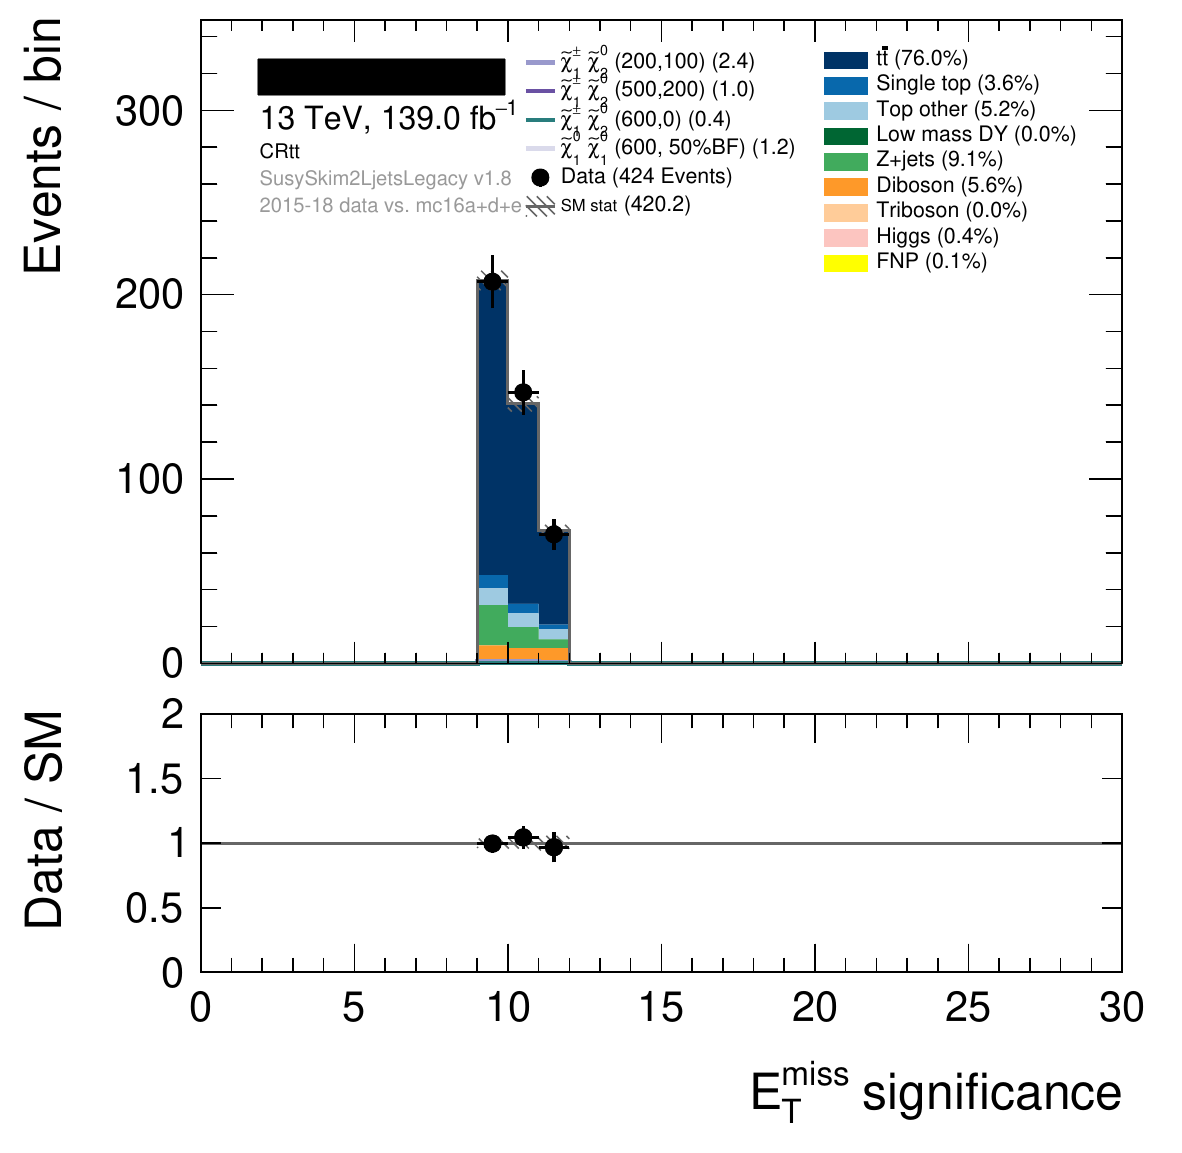 Events / bin
300
200
100
0
13 TeV, 139.0 fb⁻¹
CRtt
SusySkim2LjetsLegacy v1.8
2015-18 data vs. mc16a+d+e
χ̃₁± χ̃₂⁰ (200,100) (2.4)
χ̃₁± χ̃₂⁰ (500,200) (1.0)
χ̃₁± χ̃₂⁰ (600,0) (0.4)
χ̃₁⁰ χ̃₁⁰ (600, 50%BF) (1.2)
Data (424 Events)
SM stat (420.2)
tt̄ (76.0%)
Single top (3.6%)
Top other (5.2%)
Low mass DY (0.0%)
Z+jets (9.1%)
Diboson (5.6%)
Triboson (0.0%)
Higgs (0.4%)
FNP (0.1%)
Data / SM
2
1.5
1
0.5
0
0 5 10 15 20 25 30
E_T^miss significance